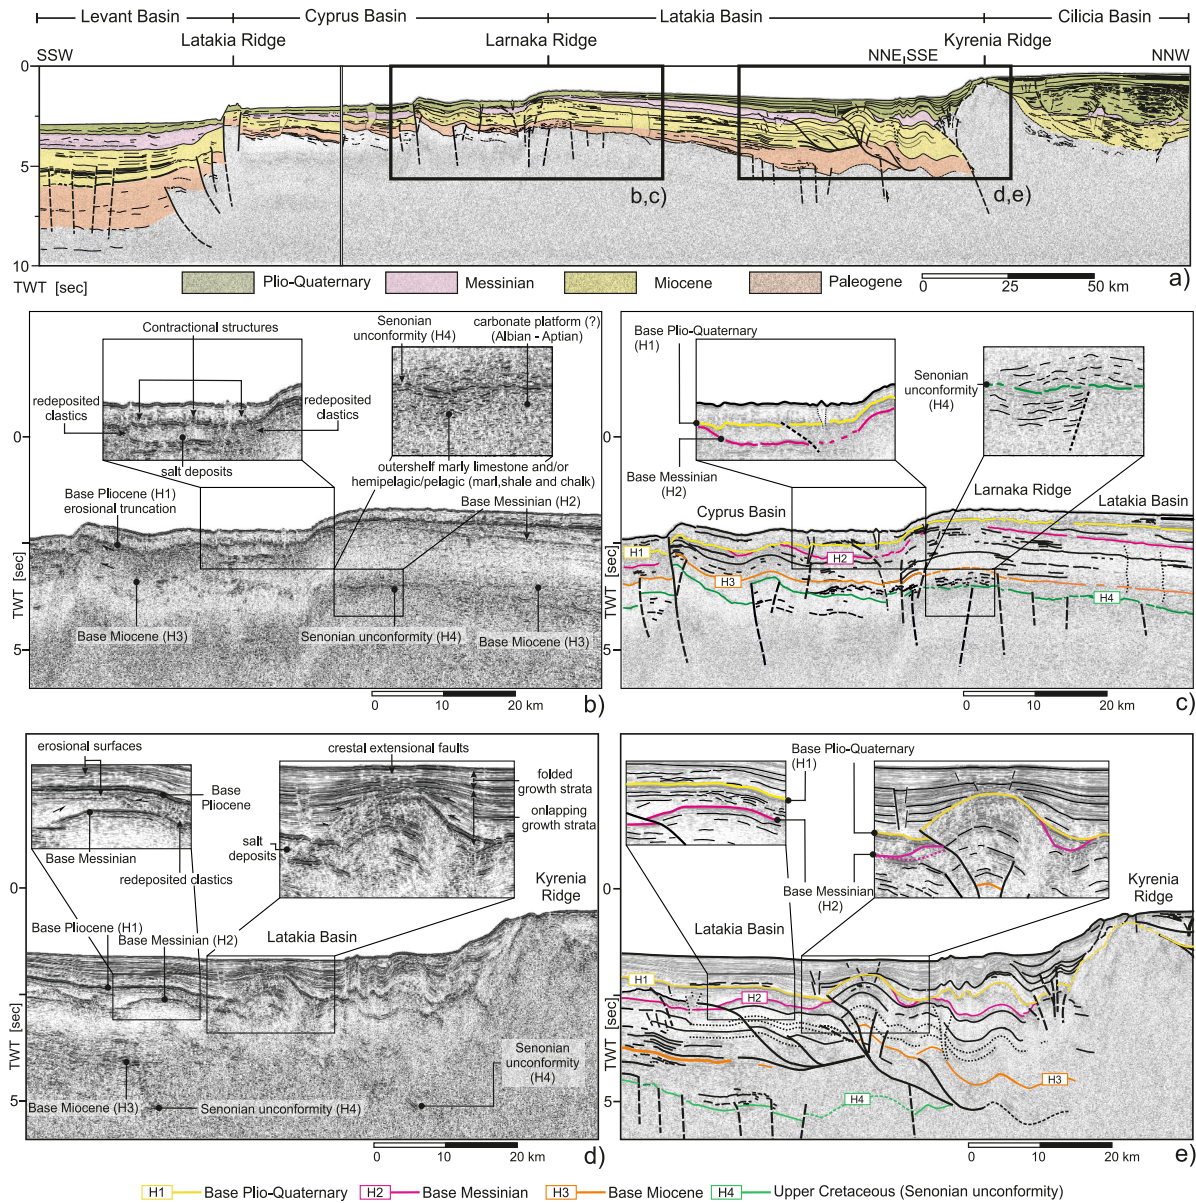 Levant Basin
Cyprus Basin
Latakia Basin
Cilicia Basin
Latakia Ridge
Larnaka Ridge
Kyrenia Ridge
SSW
NNE
SSE
NNW
0
5
10
TWT [sec]
b,c)
d,e)
Plio-Quaternary
Messinian
Miocene
Paleogene
0 25 50 km
a)
Contractional structures
redeposited
clastics
redeposited
clastics
salt deposits
Senonian
unconformity (H4)
carbonate platform (?)
(Albian - Aptian)
outershelf marly limestone and/or
hemipelagic/pelagic (marl,shale and chalk)
0
Base Pliocene (H1)
erosional truncation
Base Messinian (H2)
TWT [sec]
Base Miocene (H3)
Senonian unconformity (H4)
Base Miocene (H3)
5
0 10 20 km
b)
Base Plio-Quaternary
(H1)
Base Messinian
(H2)
Senonian
unconformity
(H4)
0
Cyprus Basin
Larnaka Ridge
Latakia Basin
H1
H2
H3
H4
TWT [sec]
5
0 10 20 km
c)
erosional surfaces
Base
Pliocene
Base Messinian
redeposited clastics
crestal extensional faults
folded
growth strata
onlapping
growth strata
salt
deposits
0
Kyrenia
Ridge
Base Pliocene (H1)
Base Messinian (H2)
Latakia Basin
TWT [sec]
Senonian
unconformity
(H4)
Base Miocene (H3)
Senonian unconformity (H4)
5
0 10 20 km
d)
Base Plio-Quaternary
(H1)
Base Messinian
(H2)
0
Kyrenia
Ridge
Latakia Basin
H1
H2
H3
H4
TWT [sec]
5
0 10 20 km
e)
H1 Base Plio-Quaternary H2 Base Messinian H3 Base Miocene H4 Upper Cretaceous (Senonian unconformity)